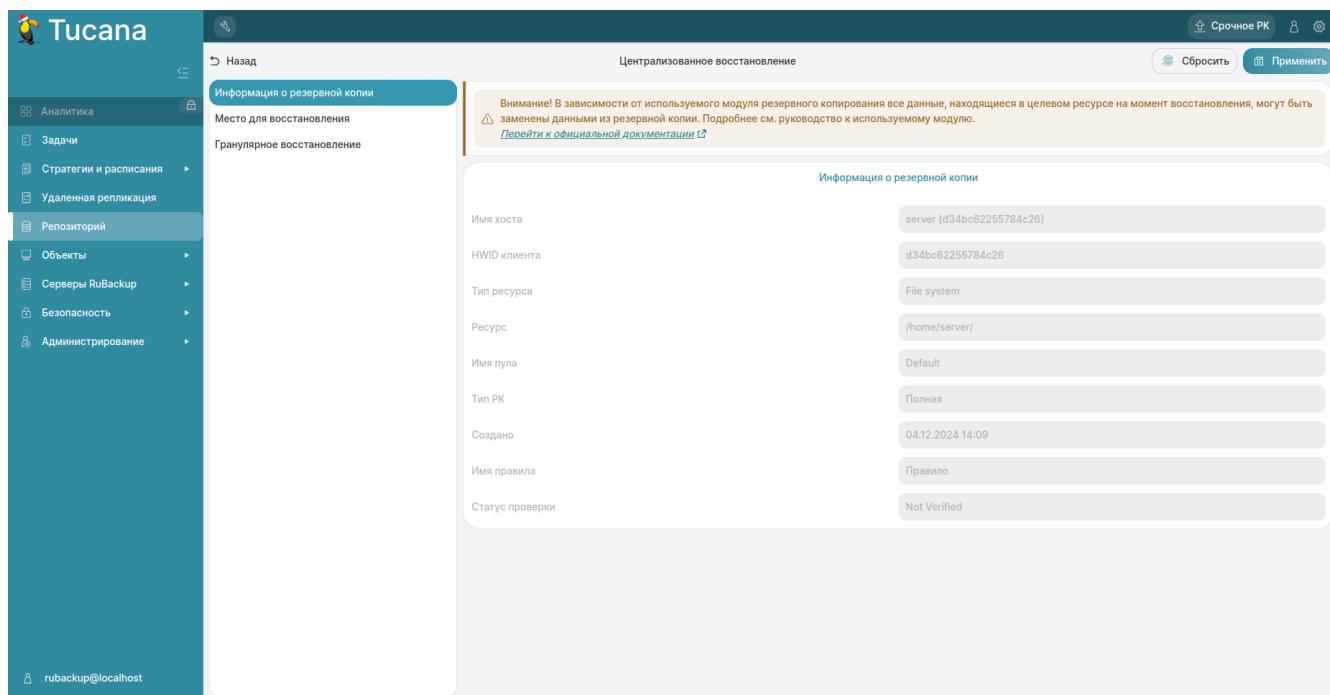 Tucana
Срочное РК
Назад
Централизованное восстановление
Сбросить
Применить
Аналитика
Задачи
Стратегии и расписания
Удаленная репликация
Репозиторий
Объекты
Серверы RuBackup
Безопасность
Администрирование
rubackup@localhost
Информация о резервной копии
Место для восстановления
Гранулярное восстановление
Внимание! В зависимости от используемого модуля резервного копирования все данные, находящиеся в целевом ресурсе на момент восстановления, могут быть
заменены данными из резервной копии. Подробнее см. руководство к используемому модулю.
Перейти к официальной документации
Информация о резервной копии
Имя хоста server (d34bc62255784c26)
HWID клиента d34bc62255784c26
Тип ресурса File system
Ресурс /home/server/
Имя пула Default
Тип РК Полная
Создано 04.12.2024 14:09
Имя правила Правило
Статус проверки Not Verified